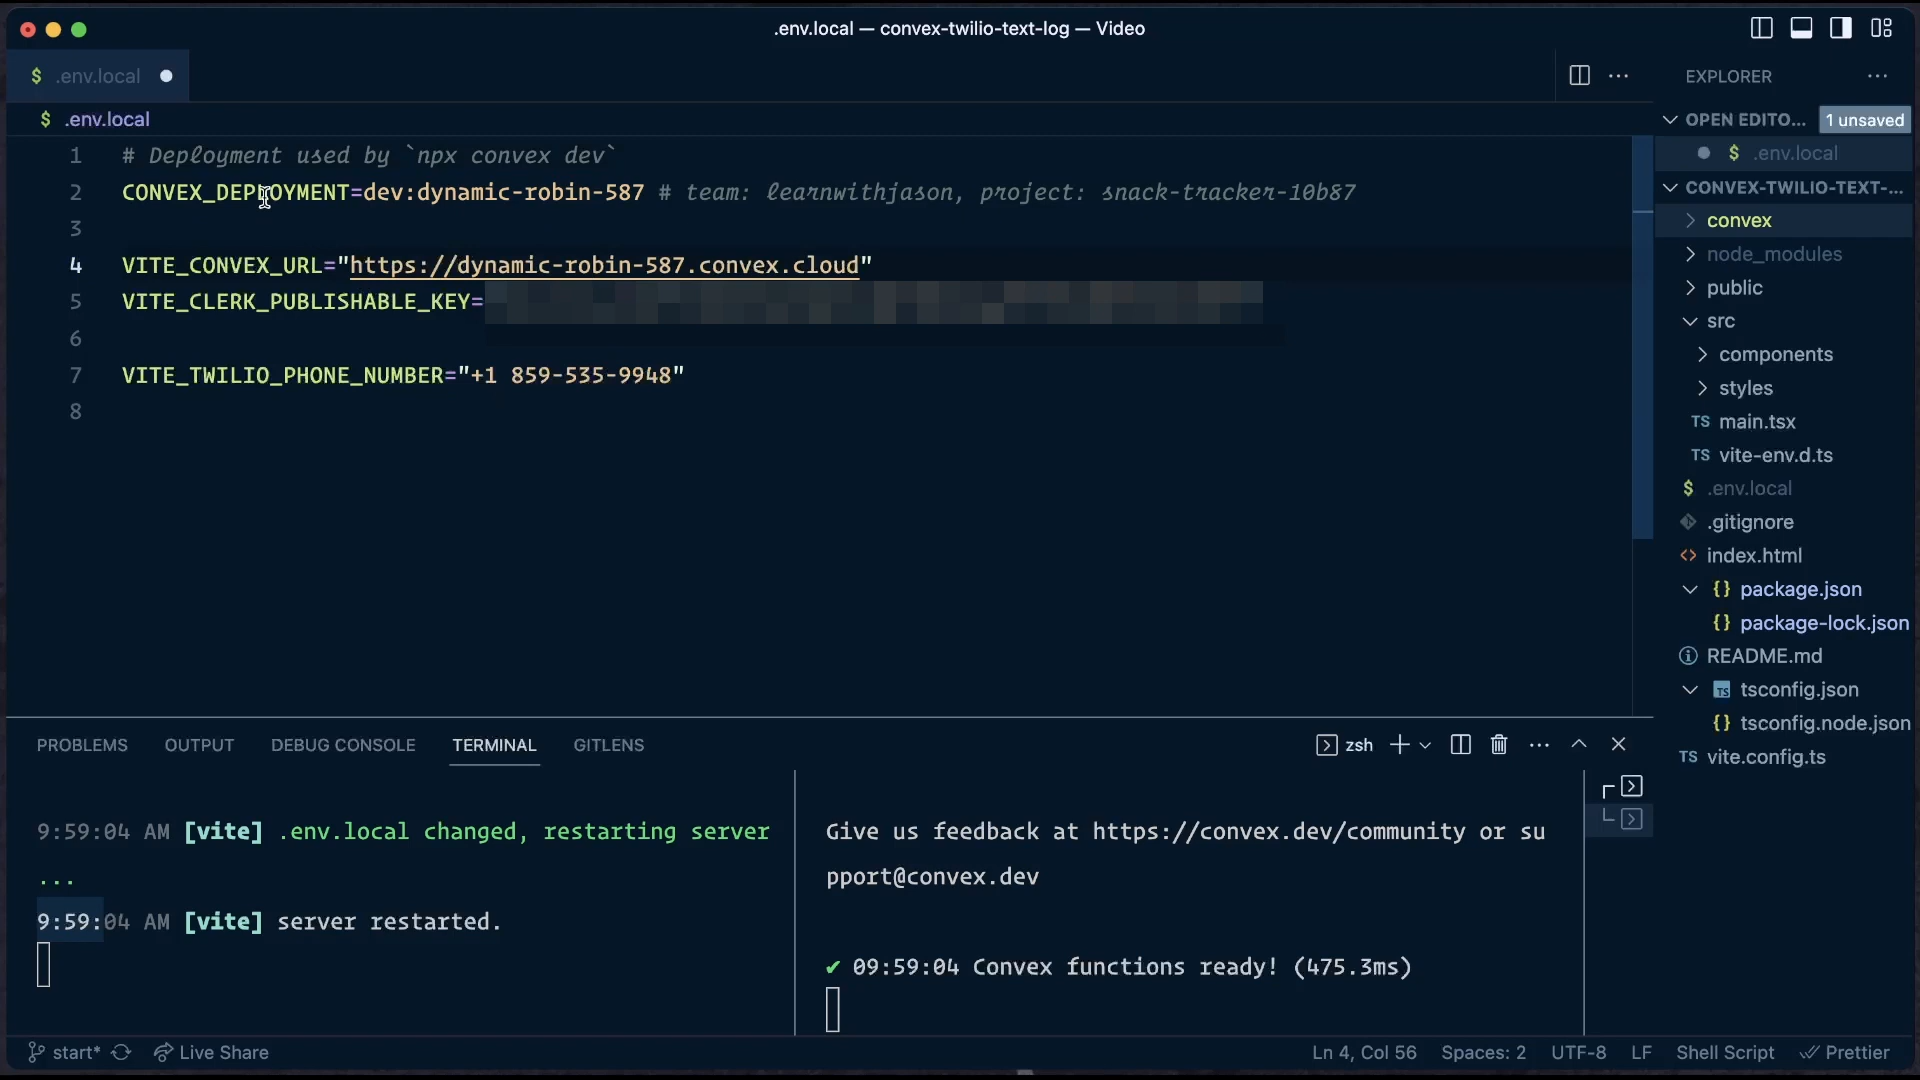 .env.local — convex-twilio-text-log — Video
$ .env.local
EXPLORER
$ .env.local
1 # Deployment used by `npx convex dev`
2 CONVEX_DEPLOYMENT=dev:dynamic-robin-587 # team: learnwithjason, project: snack-tracker-10b87
3
4 VITE_CONVEX_URL="https://dynamic-robin-587.convex.cloud"
5 VITE_CLERK_PUBLISHABLE_KEY=
6
7 VITE_TWILIO_PHONE_NUMBER="+1 859-535-9948"
8
OPEN EDITO... 1 unsaved
$ .env.local
CONVEX-TWILIO-TEXT-...
convex
node_modules
public
src
components
styles
TS main.tsx
TS vite-env.d.ts
$ .env.local
.gitignore
<> index.html
{} package.json
{} package-lock.json
README.md
TS tsconfig.json
{} tsconfig.node.json
TS vite.config.ts
PROBLEMS OUTPUT DEBUG CONSOLE TERMINAL GITLENS
zsh
9:59:04 AM [vite] .env.local changed, restarting server
...
9:59:04 AM [vite] server restarted.
Give us feedback at https://convex.dev/community or su
pport@convex.dev
✔ 09:59:04 Convex functions ready! (475.3ms)
start* Live Share
Ln 4, Col 56 Spaces: 2 UTF-8 LF Shell Script Prettier